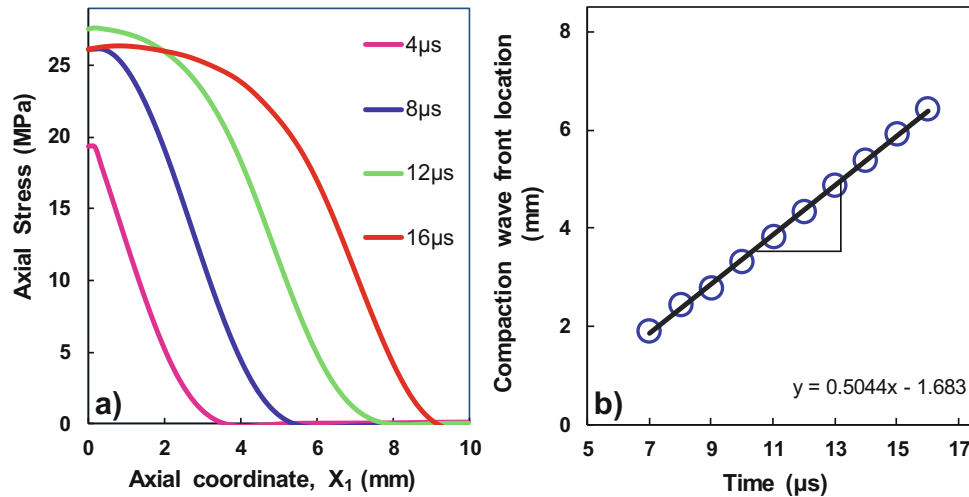 25
20
15
10
5
0
Axial Stress (MPa)
4µs
8µs
12µs
16µs
a)
0 2 4 6 8 10
Axial coordinate, X1 (mm)
8
6
4
2
0
Compaction wave front location
(mm)
y = 0.5044x - 1.683
b)
5 7 9 11 13 15 17
Time (µs)